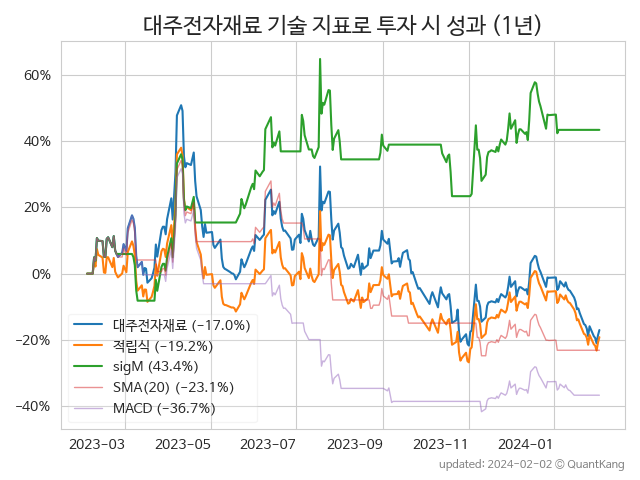 대주전자재료 기술 지표로 투자 시 성과 (1년)
60%
40%
20%
0%
−20%
−40%
대주전자재료 (−17.0%)
적립식 (−19.2%)
sigM (43.4%)
SMA(20) (−23.1%)
MACD (−36.7%)
2023−03
2023−05
2023−07
2023−09
2023−11
2024−01
updated: 2024−02−02 © QuantKang